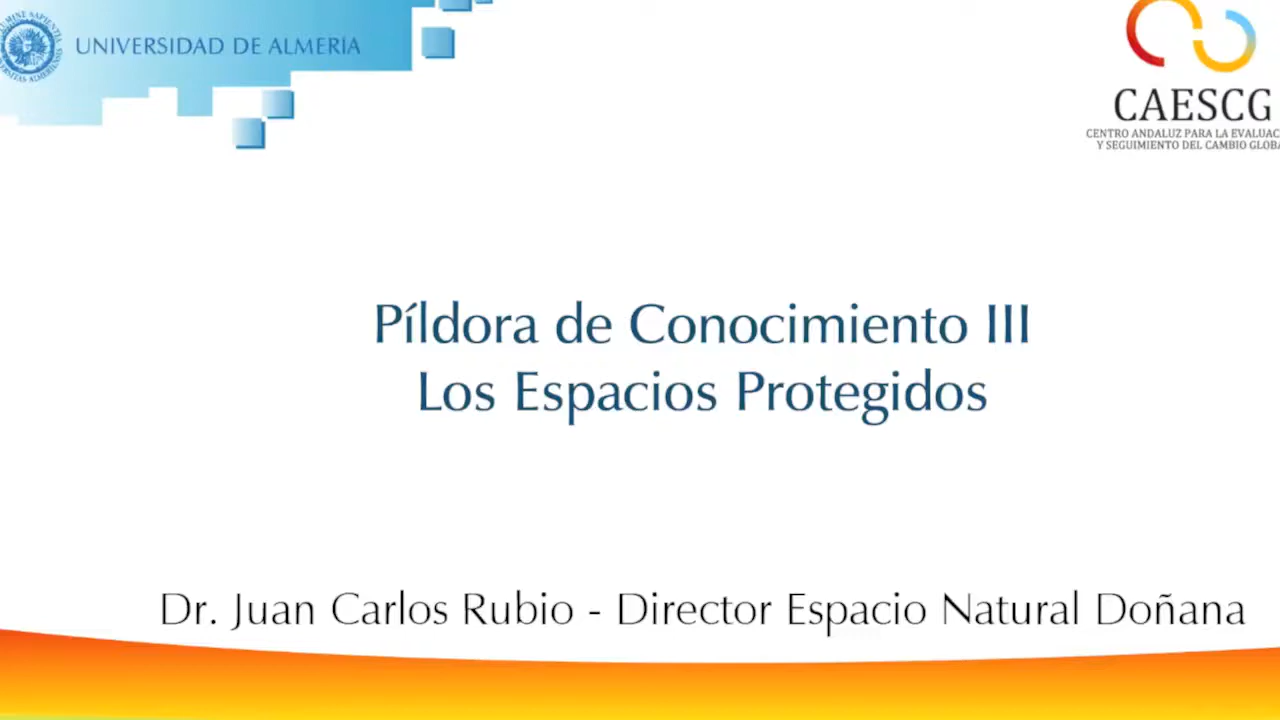 UNIVERSIDAD DE ALMERÍA
CAESCG
CENTRO ANDALUZ PARA LA EVALUAC
Y SEGUIMIENTO DEL CAMBIO GLOBA
Píldora de Conocimiento III
Los Espacios Protegidos
Dr. Juan Carlos Rubio - Director Espacio Natural Doñana